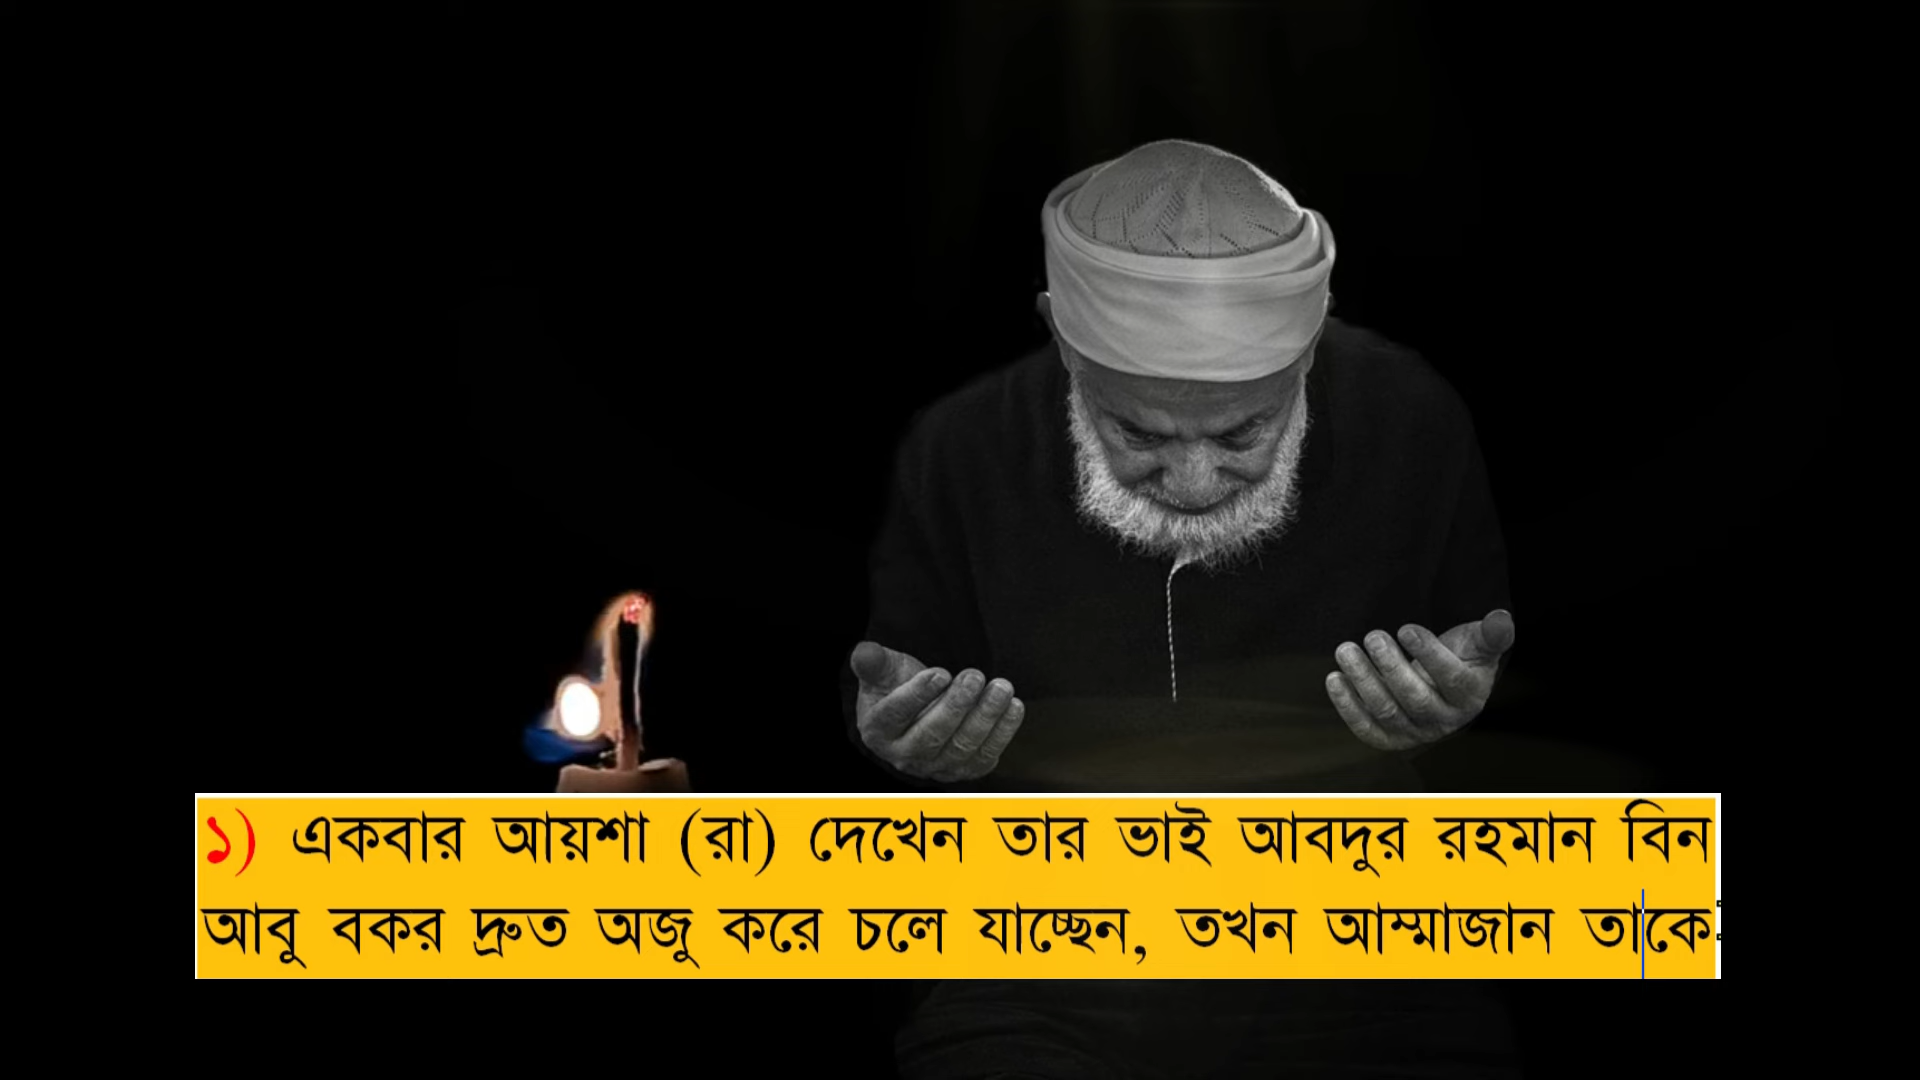 ১) একবার আয়শা (রা) দেখেন তার ভাই আবদুর রহমান বিন
আবু বকর দ্রুত অজু করে চলে যাচ্ছেন, তখন আম্মাজান তাকে